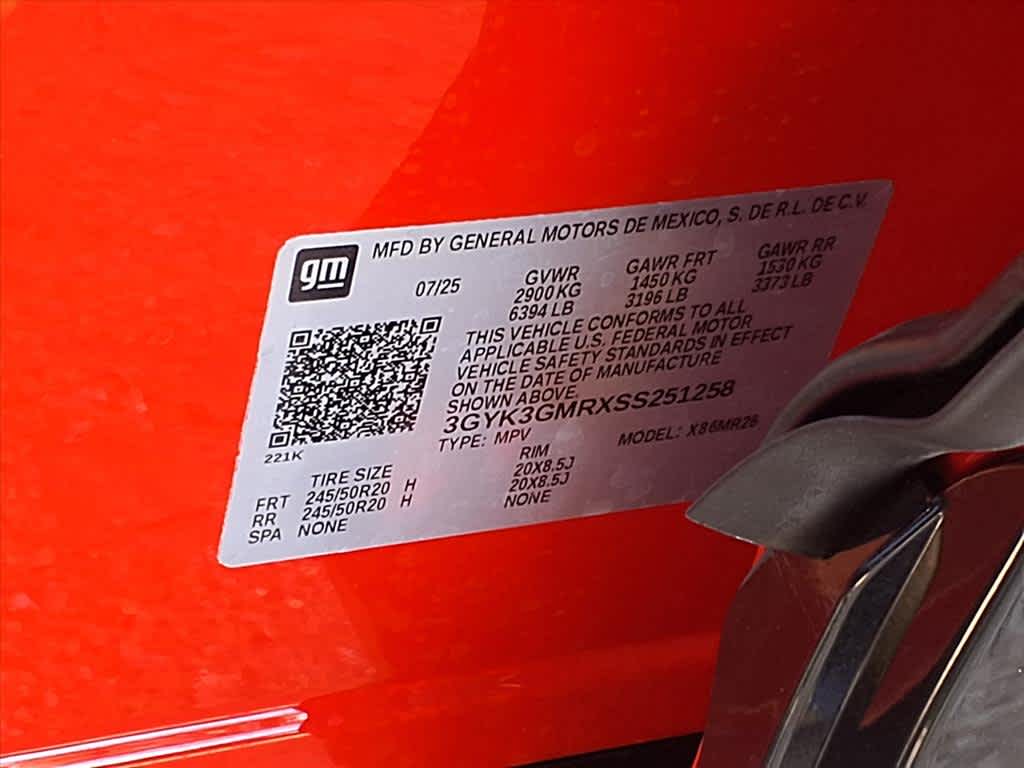 gm
MFD BY GENERAL MOTORS DE MEXICO, S. DE R.L. DE C.V.
07/25 GVWR GAWR FRT GAWR RR
2900 KG 1450 KG 1530 KG
6394 LB 3196 LB 3373 LB
THIS VEHICLE CONFORMS TO ALL
APPLICABLE U.S. FEDERAL MOTOR
VEHICLE SAFETY STANDARDS IN EFFECT
ON THE DATE OF MANUFACTURE
SHOWN ABOVE.
3GYK3GMRXSS251258
221K TYPE: MPV MODEL: X86MR26
TIRE SIZE RIM
FRT 245/50R20 H 20X8.5J
RR 245/50R20 H 20X8.5J
SPA NONE NONE